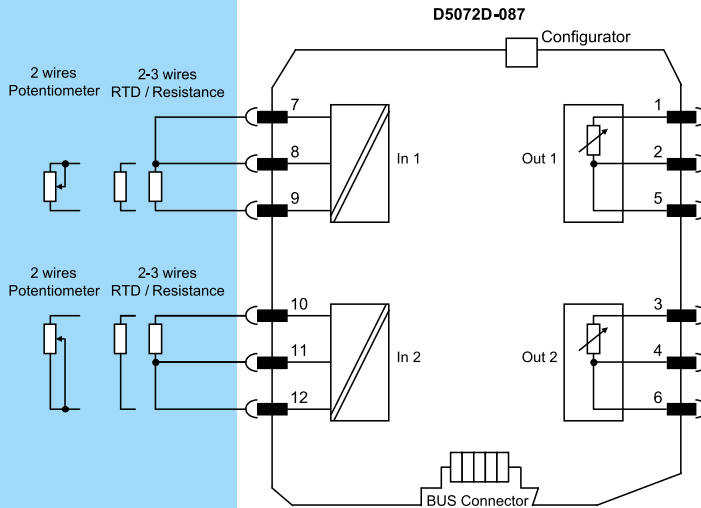 D5072D-087
Configurator
2 wires
Potentiometer
2-3 wires
RTD / Resistance
7
8
9
In 1
Out 1
1
2
5
2 wires
Potentiometer
2-3 wires
RTD / Resistance
10
11
12
In 2
Out 2
3
4
6
BUS Connector